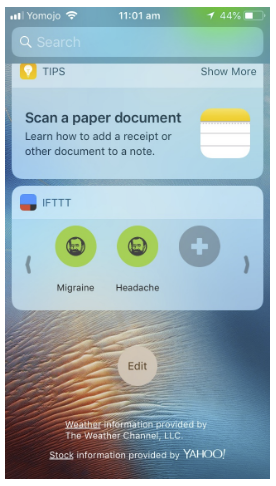 Yomojo 11:01 am 44%
Search
TIPS Show More
Scan a paper document
Learn how to add a receipt or
other document to a note.
IFTTT
Migraine Headache
Edit
Weather information provided by
The Weather Channel, LLC.
Stock information provided by YAHOO!